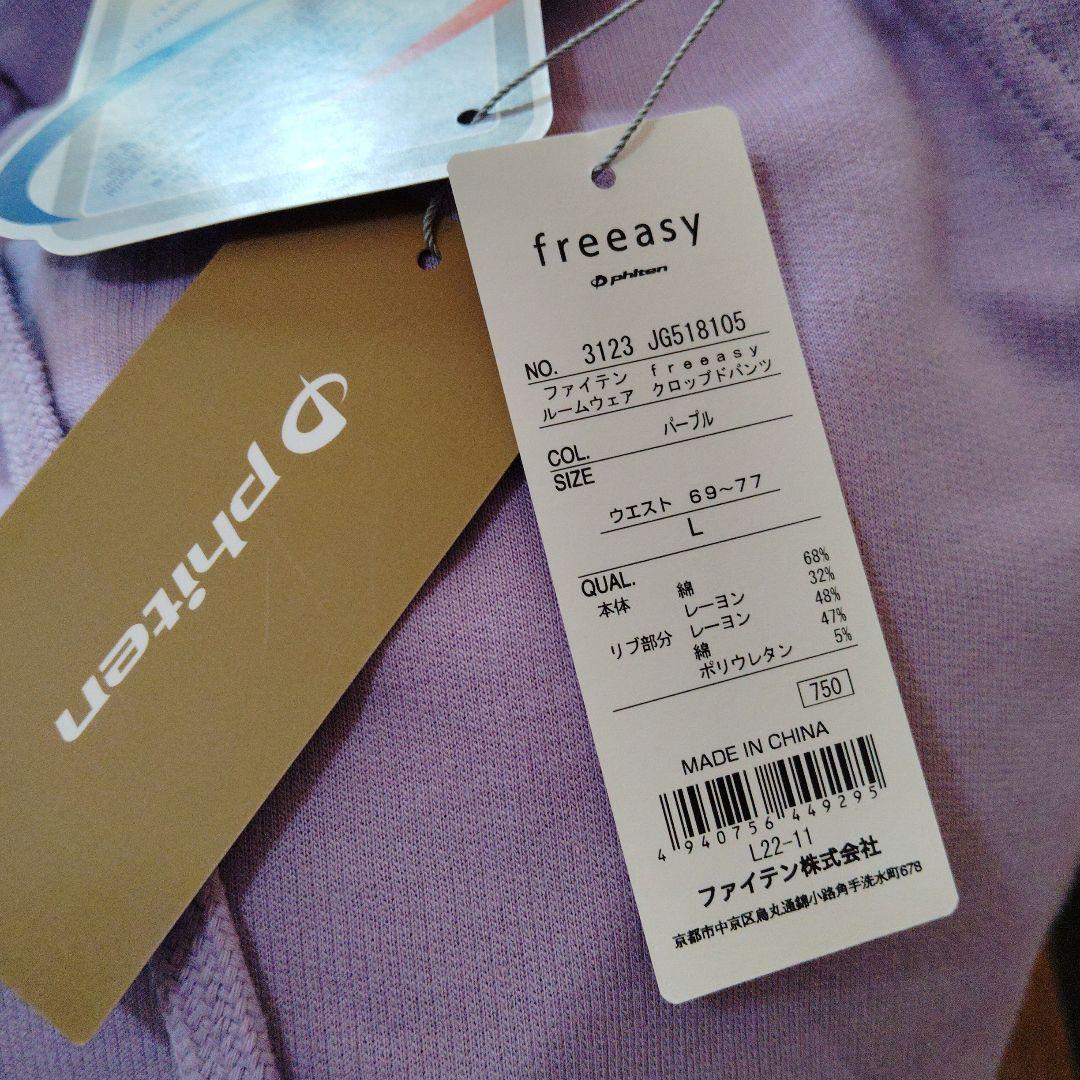 freeasy
phiten
NO. 3123 JG518105
ファイテン freeasy
ルームウェア クロップドパンツ
COL. パープル
SIZE
ウエスト 69~77
L
QUAL.
本体 綿 68%
レーヨン 32%
リブ部分 レーヨン 48%
綿 47%
ポリウレタン 5%
750
MADE IN CHINA
4 940756 449295
L22-11
ファイテン株式会社
京都市中京区烏丸通錦小路角手洗水町678
phiten